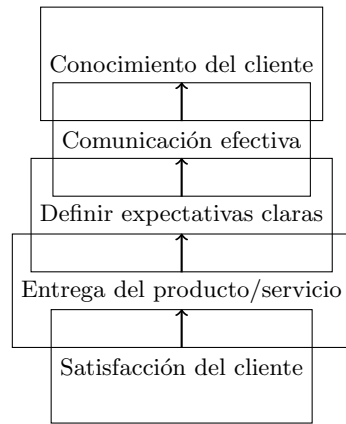 Conocimiento del cliente
Comunicación efectiva
Definir expectativas claras
Entrega del producto/servicio
Satisfacción del cliente